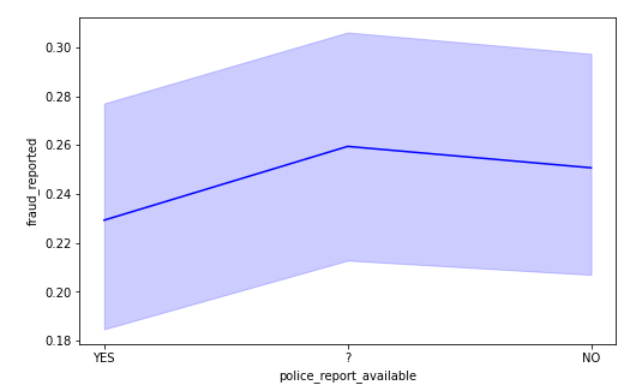 0.30
0.28
0.26
0.24
0.22
0.20
0.18
fraud_reported
YES ? NO
police_report_available